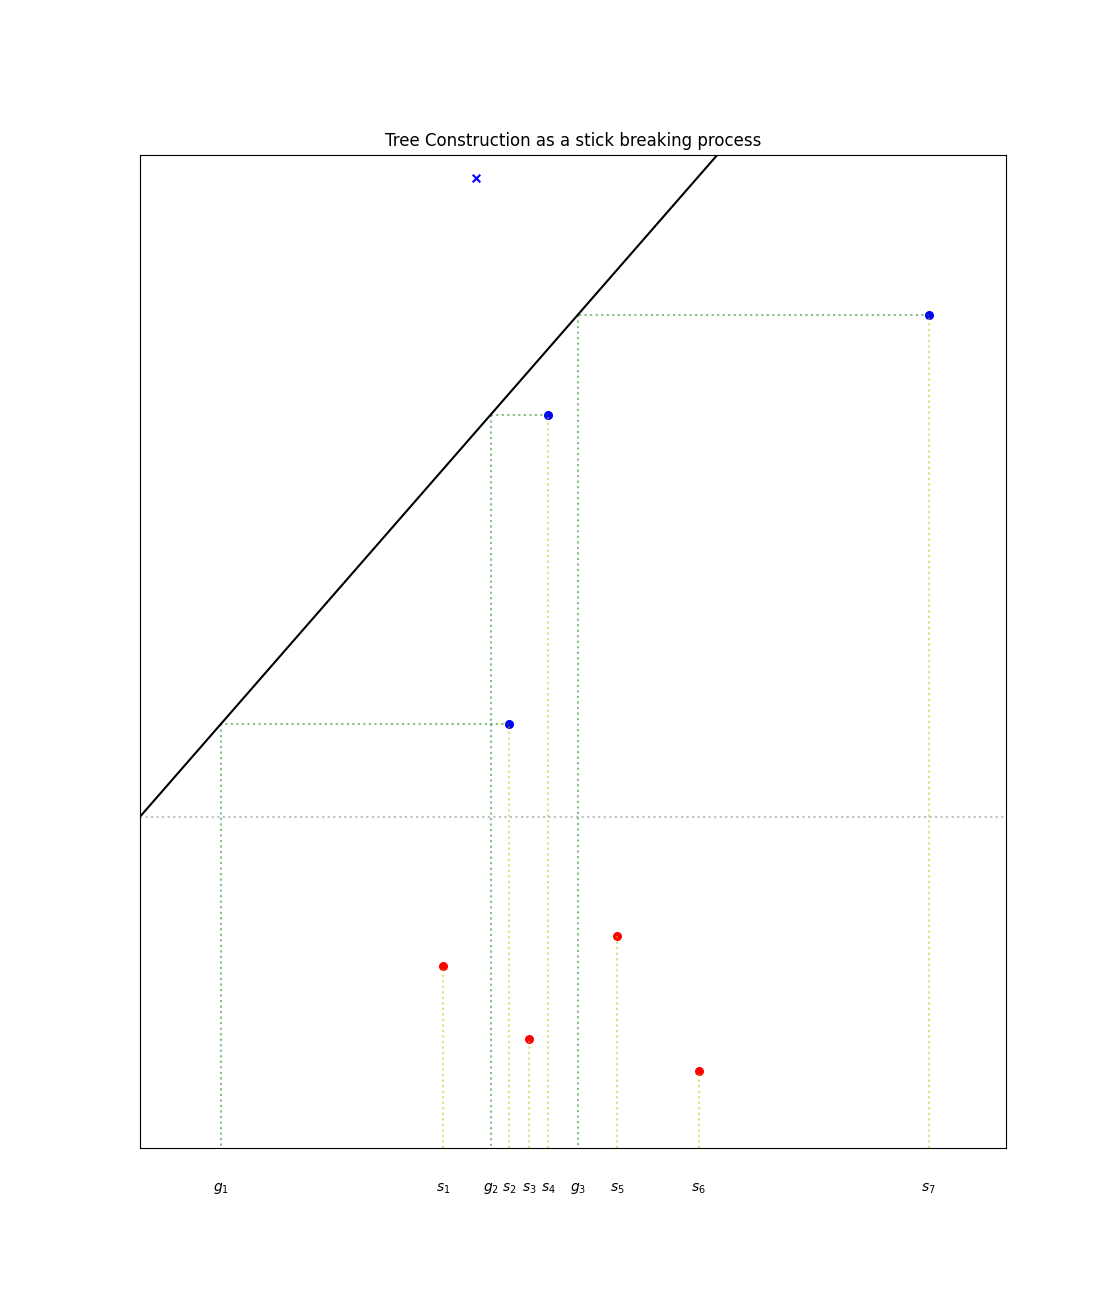 Tree Construction as a stick breaking process
g₁ s₁ g₂ s₂ s₃ s₄ g₃ s₅ s₆ s₇